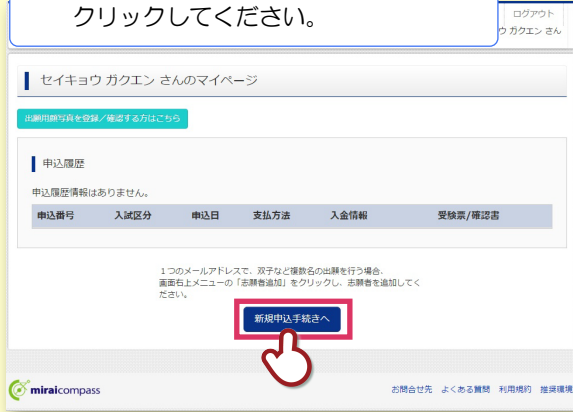 クリックしてください。
ログアウト
ウ ガクエン さん
セイキョウ ガクエン さんのマイページ
出願用顔写真を登録／確認する方はこちら
申込履歴
申込履歴情報はありません。
申込番号 入試区分 申込日 支払方法 入金情報 受験票/確認書
１つのメールアドレスで、双子など複数名の出願を行う場合、
画面右上メニューの「志願者追加」をクリックし、志願者を追加してく
ださい。
新規申込手続きへ
miraicompass
お問合せ先 よくある質問 利用規約 推奨環境